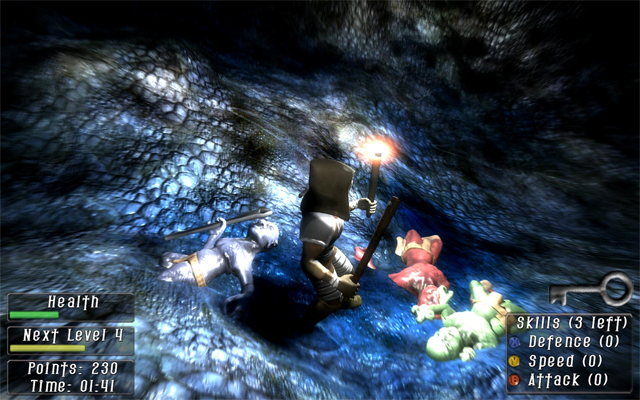 Health
Next Level 4
Points: 230
Time: 01:41
Skills (3 left)
Defence (0)
Speed (0)
Attack (0)